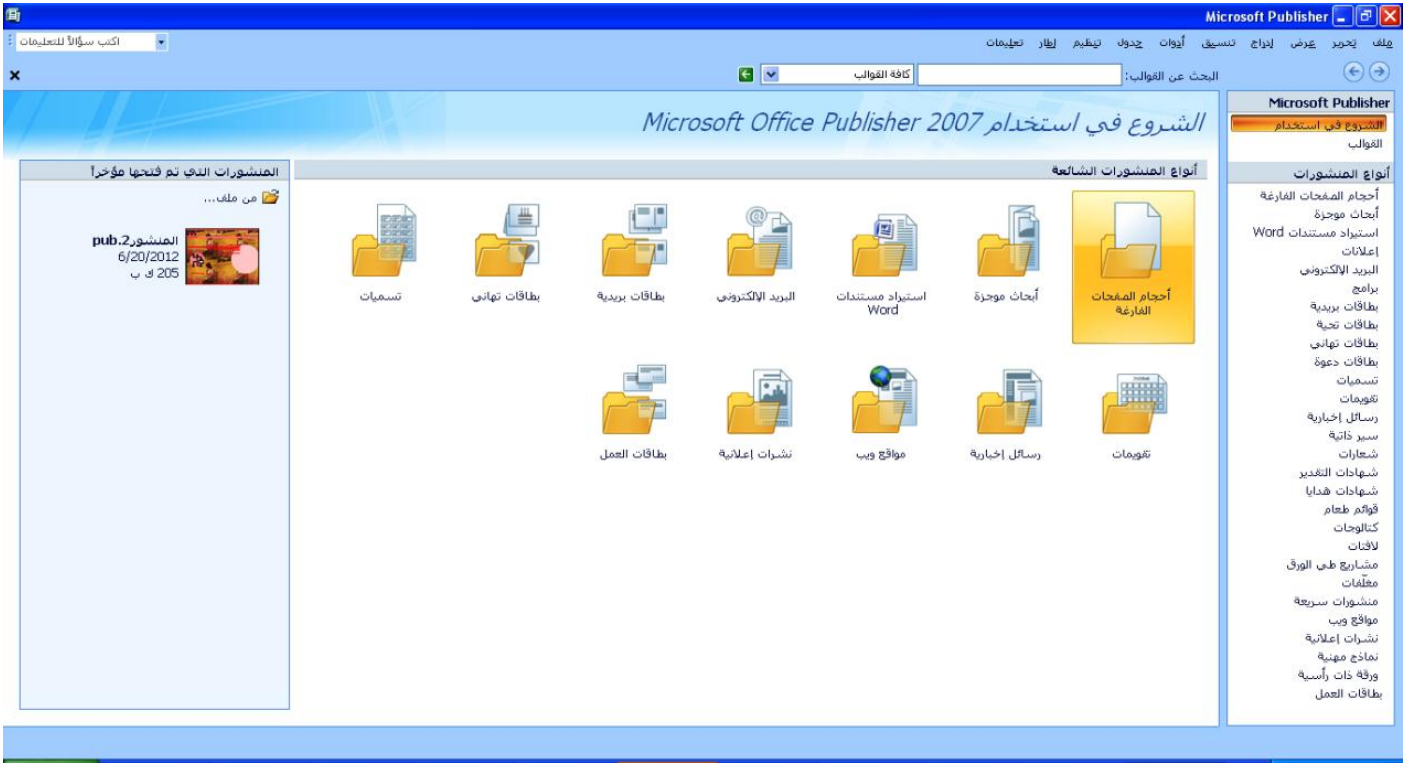 Microsoft Publisher
ملف تحرير عرض إدراج تنسيق أدوات جدول تنظيم إطار تعليمات
اكتب سؤالاً للتعليمات
البحث عن القوالب:
كافة القوالب
Microsoft Publisher
الشروع في استخدام
القوالب
أنواع المنشورات
أحجام الصفحات الفارغة
أبحاث موجزة
استيراد مستندات Word
إعلانات
البريد الإلكتروني
برامج
بطاقات بريدية
بطاقات تحية
بطاقات تهاني
بطاقات دعوة
تسميات
تقويمات
رسائل إخبارية
سير ذاتية
شعارات
شهادات التقدير
شهادات هدايا
قوائم طعام
كتالوجات
لافتات
مشاريع طي الورق
مغلّفات
منشورات سريعة
مواقع ويب
نشرات إعلانية
نماذج مهنية
ورقة ذات رأسية
بطاقات العمل
الشروع في استخدام Microsoft Office Publisher 2007
أنواع المنشورات الشائعة
أحجام الصفحات
الفارغة
أبحاث موجزة
استيراد مستندات
Word
البريد الإلكتروني
بطاقات بريدية
بطاقات تهاني
تسميات
تقويمات
رسائل إخبارية
مواقع ويب
نشرات إعلانية
بطاقات العمل
المنشورات التي تم فتحها مؤخراً
من ملف...
المنشور2.pub
6/20/2012
205 ك ب